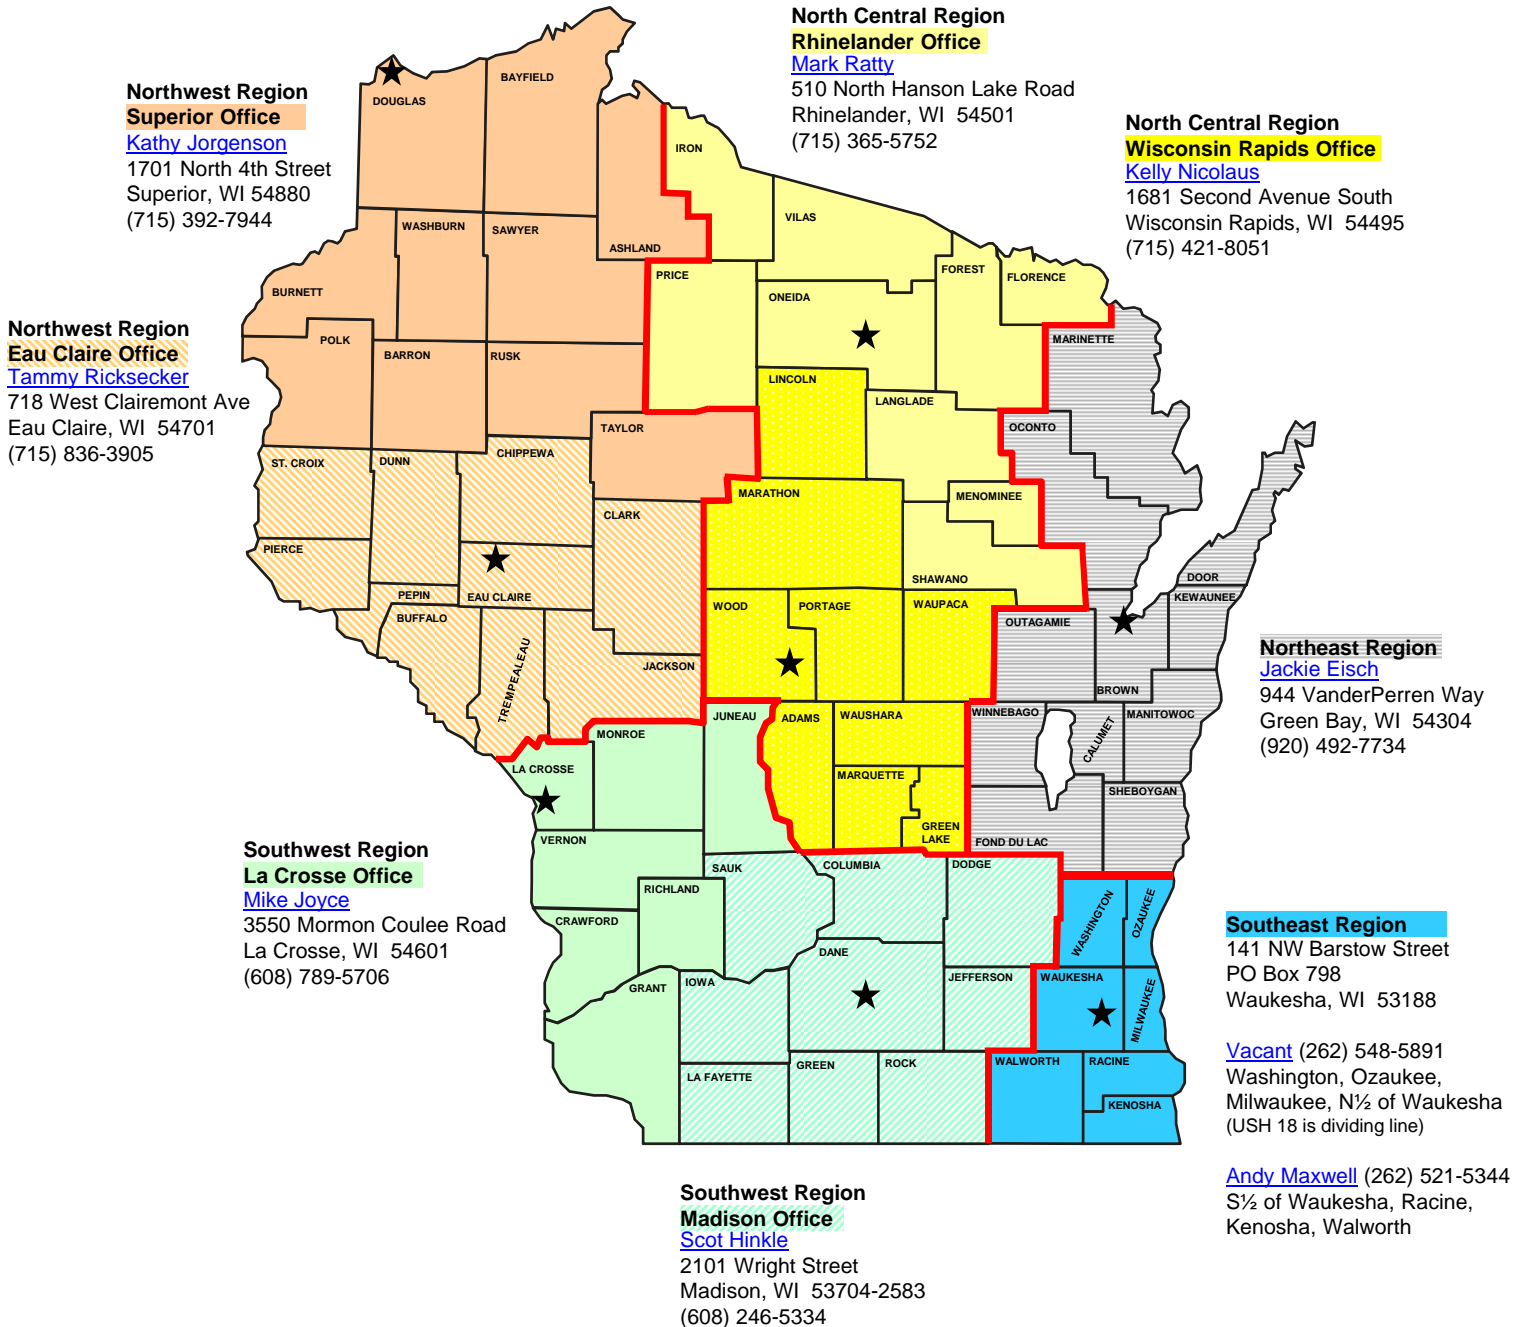 North Central Region
Rhinelander Office
Mark Ratty
510 North Hanson Lake Road
Rhinelander, WI 54501
(715) 365-5752
Northwest Region
Superior Office
Kathy Jorgenson
1701 North 4th Street
Superior, WI 54880
(715) 392-7944
North Central Region
Wisconsin Rapids Office
Kelly Nicolaus
1681 Second Avenue South
Wisconsin Rapids, WI 54495
(715) 421-8051
Northwest Region
Eau Claire Office
Tammy Ricksecker
718 West Clairemont Ave
Eau Claire, WI 54701
(715) 836-3905
BAYFIELD
DOUGLAS
IRON
VILAS
WASHBURN
SAWYER
ASHLAND
PRICE
FOREST
FLORENCE
ONEIDA
BURNETT
POLK
BARRON
RUSK
MARINETTE
LINCOLN
LANGLADE
TAYLOR
OCONTO
CHIPPEWA
ST. CROIX
DUNN
MARATHON
MENOMINEE
CLARK
PIERCE
SHAWANO
DOOR
PEPIN
EAU CLAIRE
KEWAUNEE
BUFFALO
WOOD
PORTAGE
WAUPACA
OUTAGAMIE
TREMPEALEAU
JACKSON
BROWN
JUNEAU
ADAMS
WAUSHARA
WINNEBAGO
CALUMET
MANITOWOC
MONROE
LA CROSSE
MARQUETTE
SHEBOYGAN
GREEN
LAKE
FOND DU LAC
VERNON
SAUK
COLUMBIA
DODGE
RICHLAND
CRAWFORD
WASHINGTON
OZAUKEE
DANE
GRANT
IOWA
JEFFERSON
WAUKESHA
MILWAUKEE
LA FAYETTE
GREEN
ROCK
WALWORTH
RACINE
KENOSHA
Northeast Region
Jackie Eisch
944 VanderPerren Way
Green Bay, WI 54304
(920) 492-7734
Southwest Region
La Crosse Office
Mike Joyce
3550 Mormon Coulee Road
La Crosse, WI 54601
(608) 789-5706
Southeast Region
141 NW Barstow Street
PO Box 798
Waukesha, WI 53188
Vacant (262) 548-5891
Washington, Ozaukee,
Milwaukee, N½ of Waukesha
(USH 18 is dividing line)
Andy Maxwell (262) 521-5344
S½ of Waukesha, Racine,
Kenosha, Walworth
Southwest Region
Madison Office
Scot Hinkle
2101 Wright Street
Madison, WI 53704-2583
(608) 246-5334